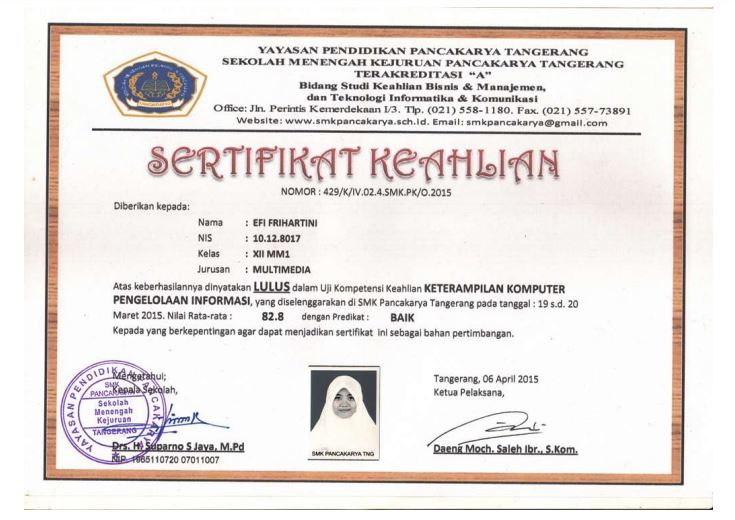 YAYASAN PENDIDIKAN PANCAKARYA TANGERANG
SEKOLAH MENENGAH KEJURUAN PANCAKARYA TANGERANG
TERAKREDITASI "A"
Bidang Studi Keahlian Bisnis & Manajemen,
dan Teknologi Informatika & Komunikasi
Office: Jln. Perintis Kemerdekaan I/3. Tlp. (021) 558-1180. Fax. (021) 557-73891
Website: www.smkpancakarya.sch.id. Email: smkpancakarya@gmail.com
SERTIFIKAT KEAHLIAN
NOMOR : 429/K/IV.02.4.SMK.PK/O.2015
Diberikan kepada:
Nama : EFI FRIHARTINI
NIS : 10.12.8017
Kelas : XII MM1
Jurusan : MULTIMEDIA
Atas keberhasilannya dinyatakan LULUS dalam Uji Kompetensi Keahlian KETERAMPILAN KOMPUTER
PENGELOLAAN INFORMASI, yang diselenggarakan di SMK Pancakarya Tangerang pada tanggal : 19 s.d. 20
Maret 2015. Nilai Rata-rata : 82.8 dengan Predikat : BAIK
Kepada yang berkepentingan agar dapat menjadikan sertifikat ini sebagai bahan pertimbangan.
Mengetahui;
Kepala Sekolah,
YAYASAN PENDIDIKAN PANCAKARYA
SMK
PANCAKARYA
Sekolah
Menengah
Kejuruan
TANGERANG
Drs. H. Suparno S Jaya, M.Pd
NIP. 1965110720 07011007
SMK PANCAKARYA TNG
Tangerang, 06 April 2015
Ketua Pelaksana,
Daeng Moch. Saleh Ibr., S.Kom.